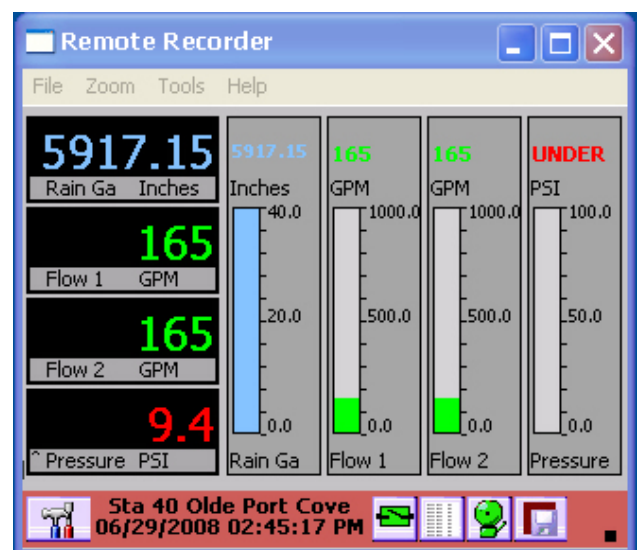 Remote Recorder
File Zoom Tools Help
5917.15
Rain Ga Inches
165
Flow 1 GPM
165
Flow 2 GPM
9.4
^ Pressure PSI
5917.15
Inches
40.0
20.0
0.0
Rain Ga
165
GPM
1000.0
500.0
0.0
Flow 1
165
GPM
1000.0
500.0
0.0
Flow 2
UNDER
PSI
100.0
50.0
0.0
Pressure
Sta 40 Olde Port Cove
06/29/2008 02:45:17 PM